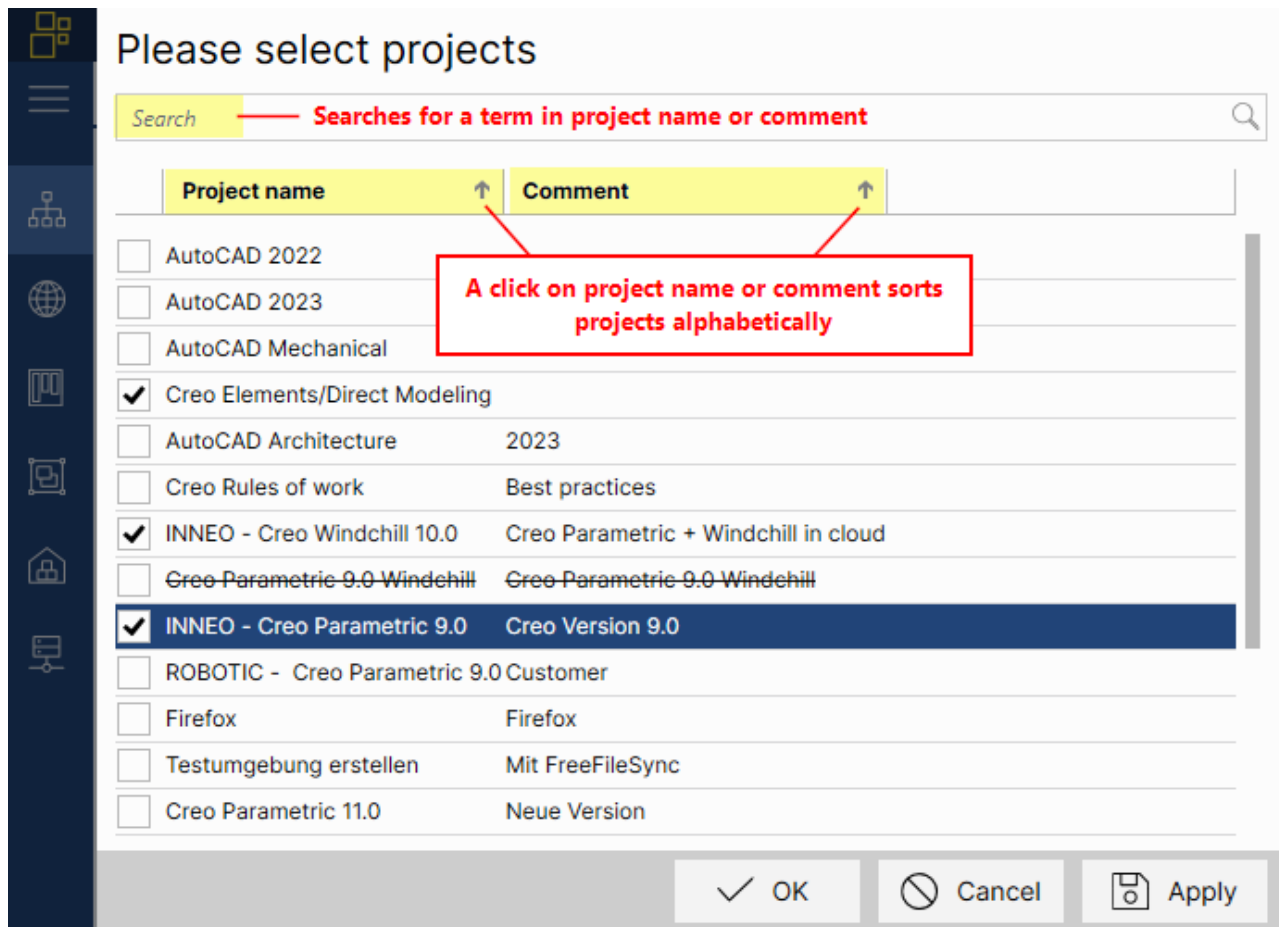 Please select projects
Search
Searches for a term in project name or comment
Project name Comment
AutoCAD 2022
AutoCAD 2023
A click on project name or comment sorts
projects alphabetically
AutoCAD Mechanical
Creo Elements/Direct Modeling
AutoCAD Architecture 2023
Creo Rules of work Best practices
INNEO - Creo Windchill 10.0 Creo Parametric + Windchill in cloud
Creo Parametric 9.0 Windchill Creo Parametric 9.0 Windchill
INNEO - Creo Parametric 9.0 Creo Version 9.0
ROBOTIC - Creo Parametric 9.0 Customer
Firefox Firefox
Testumgebung erstellen Mit FreeFileSync
Creo Parametric 11.0 Neue Version
OK Cancel Apply